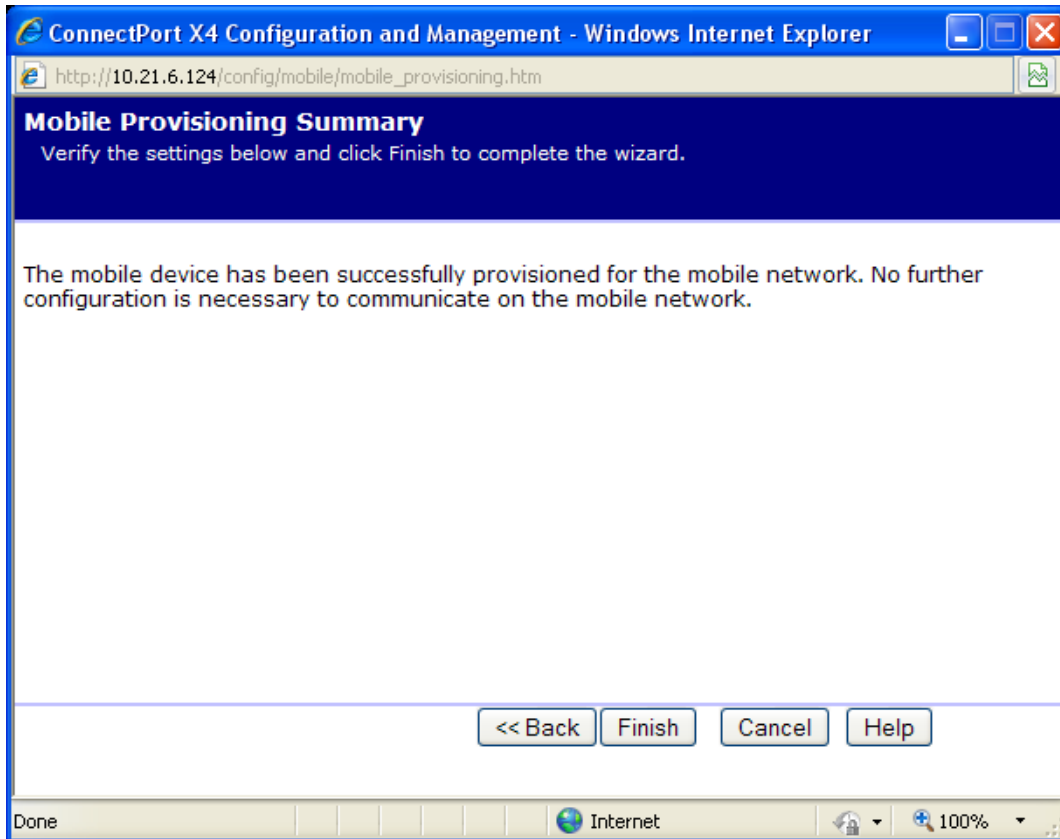 ConnectPort X4 Configuration and Management - Windows Internet Explorer
http://10.21.6.124/config/mobile/mobile_provisioning.htm
Mobile Provisioning Summary
Verify the settings below and click Finish to complete the wizard.
The mobile device has been successfully provisioned for the mobile network. No further
configuration is necessary to communicate on the mobile network.
<< Back Finish Cancel Help
Done Internet 100%